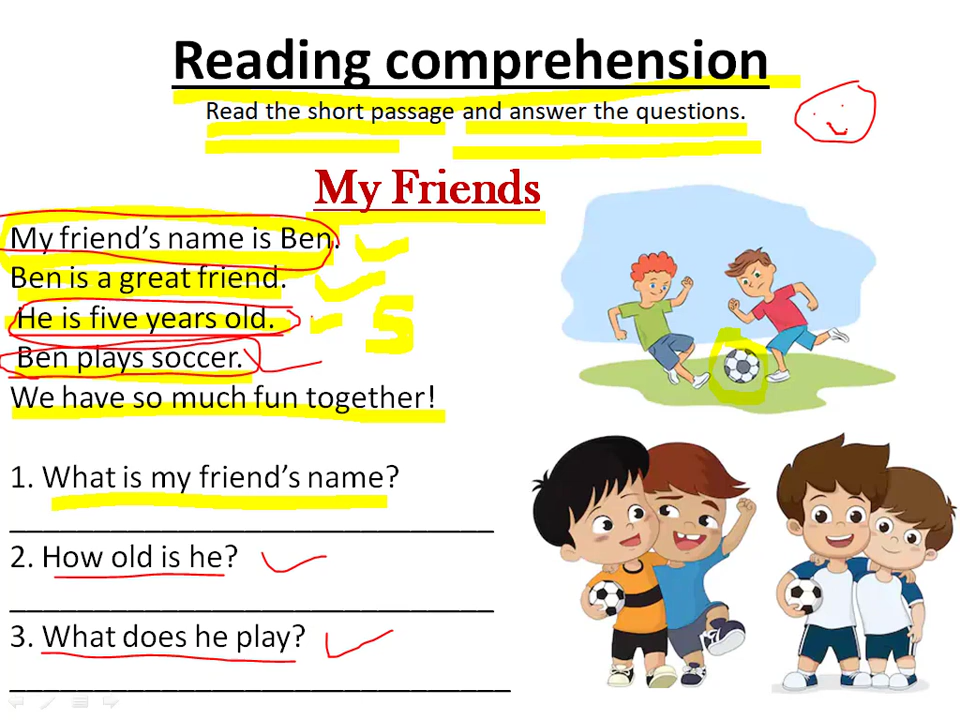 Reading comprehension
Read the short passage and answer the questions.
My Friends
My friend's name is Ben.
Ben is a great friend.
He is five years old.
5
Ben plays soccer.
We have so much fun together!
1. What is my friend's name?
2. How old is he?
3. What does he play?